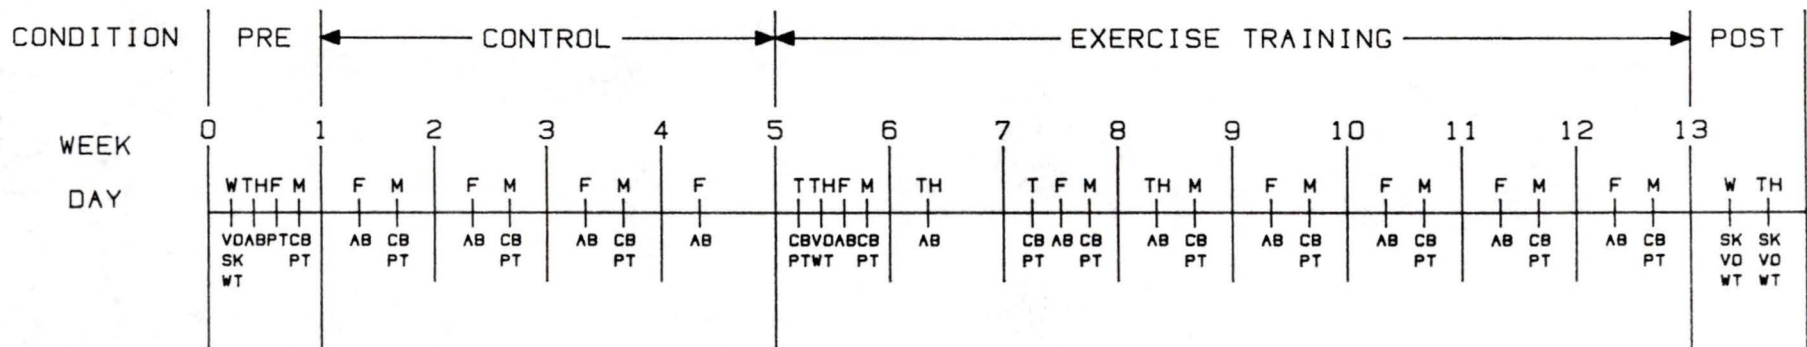 CONDITION PRE CONTROL EXERCISE TRAINING POST
WEEK 0 1 2 3 4 5 6 7 8 9 10 11 12 13
DAY W TH F M F M F M F M F T TH F M TH T F M TH M F M F M F M F M W TH
VO AB PT CB AB CB AB CB AB CB AB CB VO AB CB AB CB AB CB AB CB AB CB AB CB AB CB AB CB SK SK
SK PT PT PT PT PT WT PT PT PT PT PT PT PT PT VO VO
WT WT WT